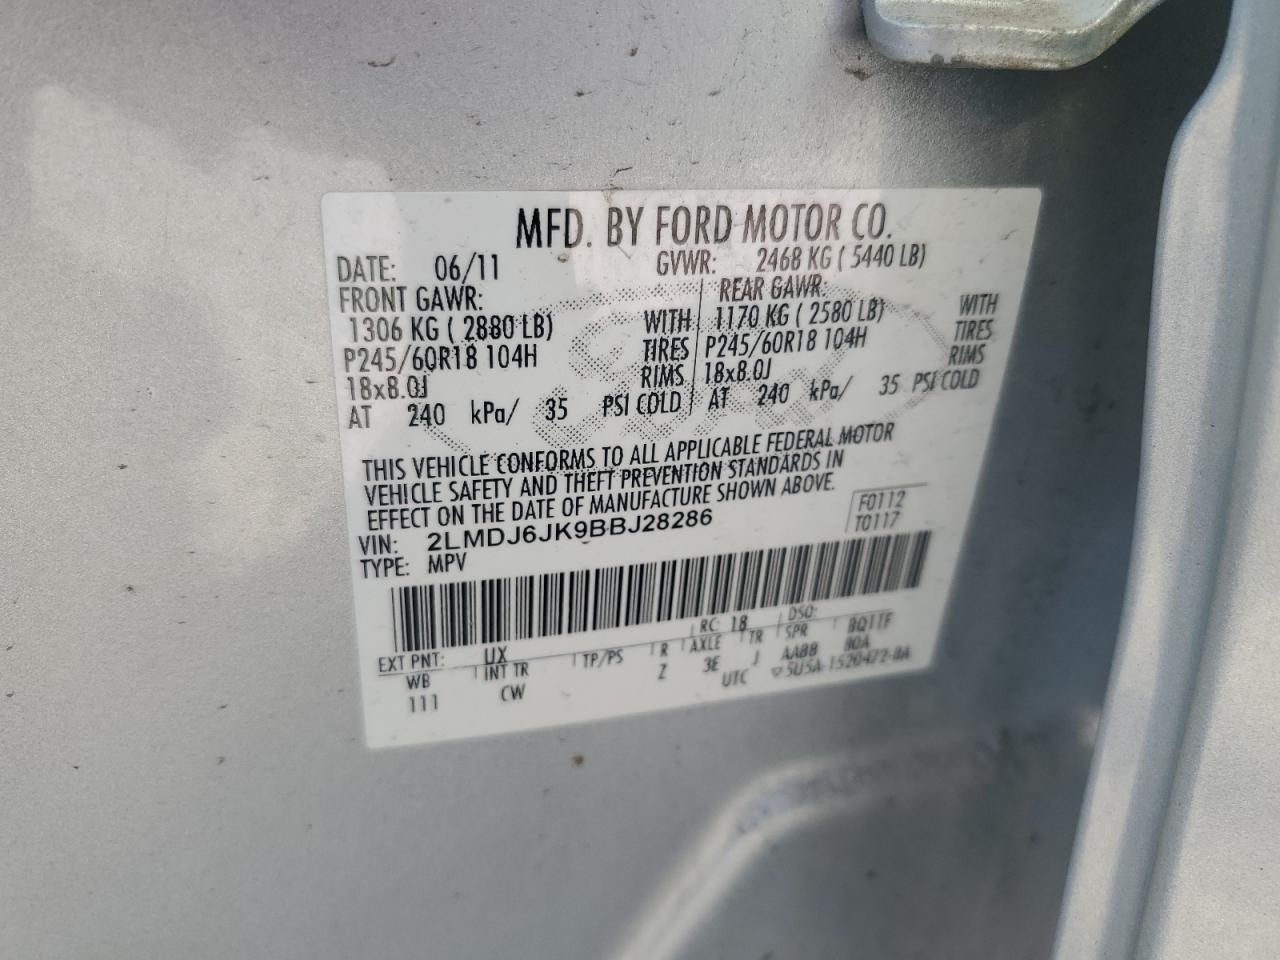 MFD. BY FORD MOTOR CO.
DATE: 06/11 GVWR: 2468 KG ( 5440 LB)
FRONT GAWR: REAR GAWR:
1306 KG ( 2880 LB) WITH 1170 KG ( 2580 LB) WITH
P245/60R18 104H TIRES P245/60R18 104H TIRES
18x8.0J RIMS 18x8.0J RIMS
AT 240 kPa/ 35 PSI COLD AT 240 kPa/ 35 PSI COLD
THIS VEHICLE CONFORMS TO ALL APPLICABLE FEDERAL MOTOR
VEHICLE SAFETY AND THEFT PREVENTION STANDARDS IN
EFFECT ON THE DATE OF MANUFACTURE SHOWN ABOVE.
F0112
VIN: 2LMDJ6JK9BBJ28286 T0117
TYPE: MPV
EXT PNT: UX RC: 18 DSO:
WB INT TR TP/PS R AXLE TR SPR BQ11F
111 CW Z 3E J AABB 80A
UTC ▽5U5A-1520472-BA